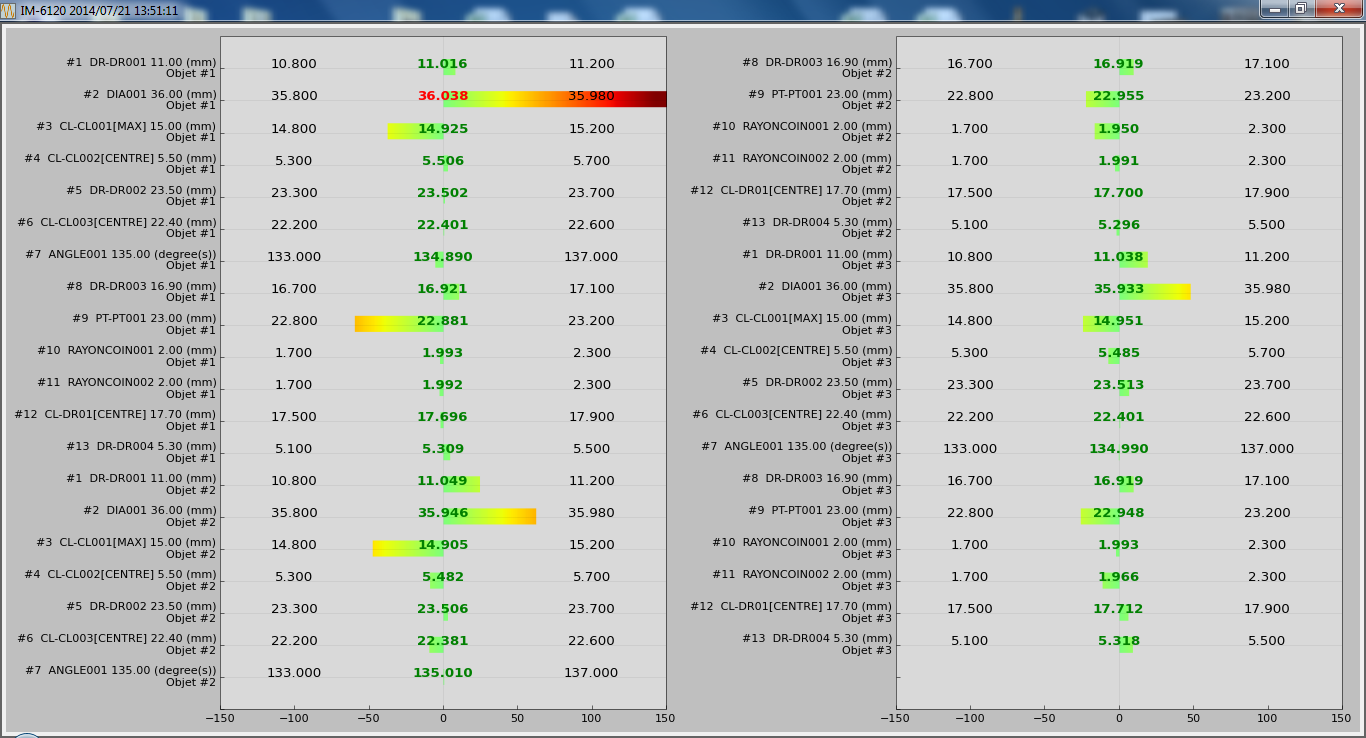 IM-6120 2014/07/21 13:51:11
#1 DR-DR001 11.00 (mm) 10.800 11.016 11.200
Objet #1
#2 DIA001 36.00 (mm) 35.800 36.038 35.980
Objet #1
#3 CL-CL001[MAX] 15.00 (mm) 14.800 14.925 15.200
Objet #1
#4 CL-CL002[CENTRE] 5.50 (mm) 5.300 5.506 5.700
Objet #1
#5 DR-DR002 23.50 (mm) 23.300 23.502 23.700
Objet #1
#6 CL-CL003[CENTRE] 22.40 (mm) 22.200 22.401 22.600
Objet #1
#7 ANGLE001 135.00 (degree(s)) 133.000 134.890 137.000
Objet #1
#8 DR-DR003 16.90 (mm) 16.700 16.921 17.100
Objet #1
#9 PT-PT001 23.00 (mm) 22.800 22.881 23.200
Objet #1
#10 RAYONCOIN001 2.00 (mm) 1.700 1.993 2.300
Objet #1
#11 RAYONCOIN002 2.00 (mm) 1.700 1.992 2.300
Objet #1
#12 CL-DR01[CENTRE] 17.70 (mm) 17.500 17.696 17.900
Objet #1
#13 DR-DR004 5.30 (mm) 5.100 5.309 5.500
Objet #1
#1 DR-DR001 11.00 (mm) 10.800 11.049 11.200
Objet #2
#2 DIA001 36.00 (mm) 35.800 35.946 35.980
Objet #2
#3 CL-CL001[MAX] 15.00 (mm) 14.800 14.905 15.200
Objet #2
#4 CL-CL002[CENTRE] 5.50 (mm) 5.300 5.482 5.700
Objet #2
#5 DR-DR002 23.50 (mm) 23.300 23.506 23.700
Objet #2
#6 CL-CL003[CENTRE] 22.40 (mm) 22.200 22.381 22.600
Objet #2
#7 ANGLE001 135.00 (degree(s)) 133.000 135.010 137.000
Objet #2
−150 −100 −50 0 50 100 150
#8 DR-DR003 16.90 (mm) 16.700 16.919 17.100
Objet #2
#9 PT-PT001 23.00 (mm) 22.800 22.955 23.200
Objet #2
#10 RAYONCOIN001 2.00 (mm) 1.700 1.950 2.300
Objet #2
#11 RAYONCOIN002 2.00 (mm) 1.700 1.991 2.300
Objet #2
#12 CL-DR01[CENTRE] 17.70 (mm) 17.500 17.700 17.900
Objet #2
#13 DR-DR004 5.30 (mm) 5.100 5.296 5.500
Objet #2
#1 DR-DR001 11.00 (mm) 10.800 11.038 11.200
Objet #3
#2 DIA001 36.00 (mm) 35.800 35.933 35.980
Objet #3
#3 CL-CL001[MAX] 15.00 (mm) 14.800 14.951 15.200
Objet #3
#4 CL-CL002[CENTRE] 5.50 (mm) 5.300 5.485 5.700
Objet #3
#5 DR-DR002 23.50 (mm) 23.300 23.513 23.700
Objet #3
#6 CL-CL003[CENTRE] 22.40 (mm) 22.200 22.401 22.600
Objet #3
#7 ANGLE001 135.00 (degree(s)) 133.000 134.990 137.000
Objet #3
#8 DR-DR003 16.90 (mm) 16.700 16.919 17.100
Objet #3
#9 PT-PT001 23.00 (mm) 22.800 22.948 23.200
Objet #3
#10 RAYONCOIN001 2.00 (mm) 1.700 1.993 2.300
Objet #3
#11 RAYONCOIN002 2.00 (mm) 1.700 1.966 2.300
Objet #3
#12 CL-DR01[CENTRE] 17.70 (mm) 17.500 17.712 17.900
Objet #3
#13 DR-DR004 5.30 (mm) 5.100 5.318 5.500
Objet #3
−150 −100 −50 0 50 100 150